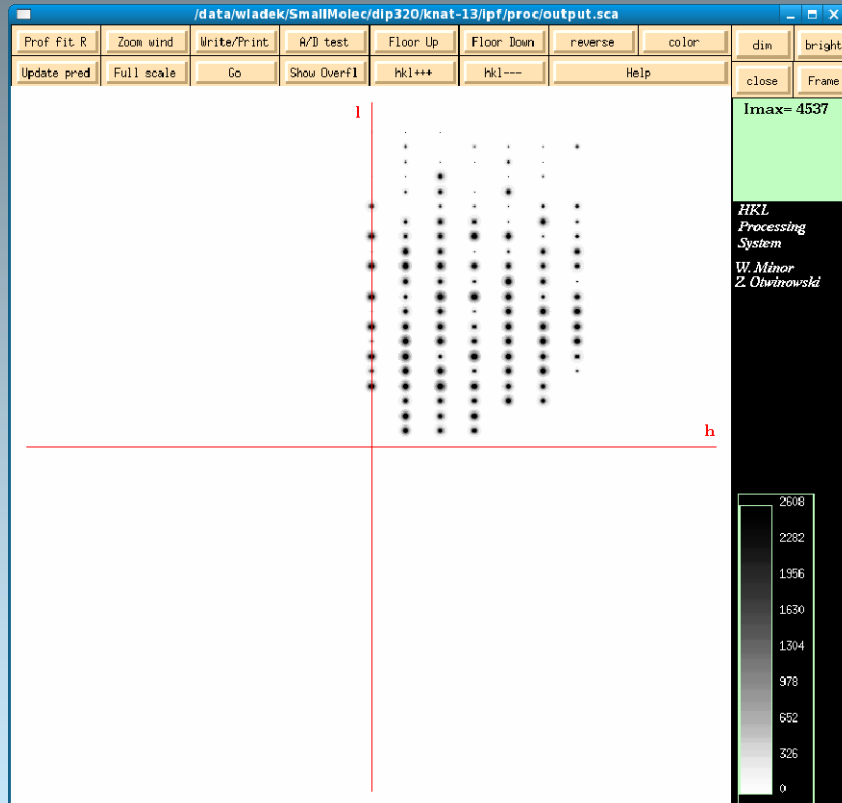 /data/wladek/SmallMolec/dip320/knat-13/ipf/proc/output.sca
Prof fit R Zoom wind Write/Print A/D test Floor Up Floor Down reverse color dim bright
Update pred Full scale Go Show Overfl hkl+++ hkl--- Help close Frame
Imax= 4537
l
HKL
Processing
System
W. Minor
Z. Otwinowski
h
2608
2282
1956
1630
1304
978
652
326
0